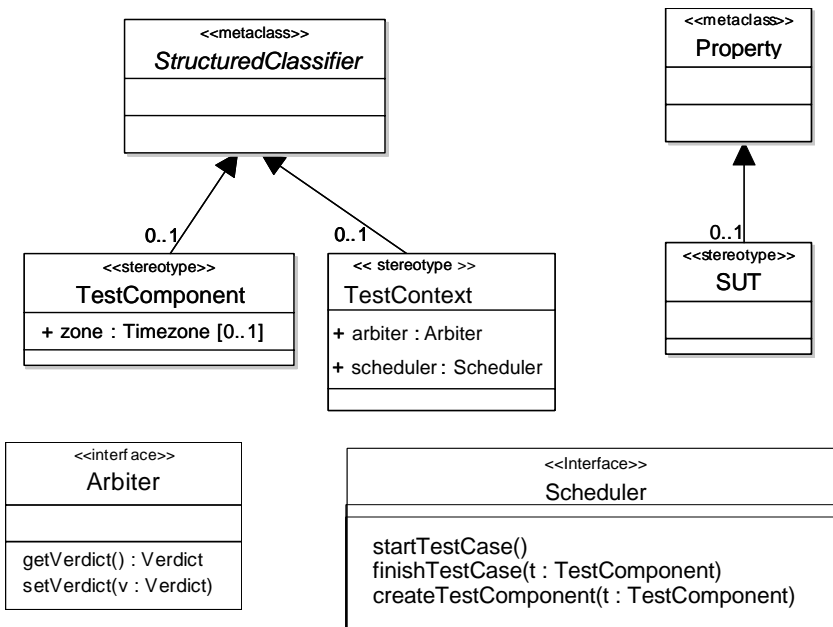 <<metaclass>>
StructuredClassifier
<<metaclass>>
Property
0..1
0..1
0..1
<<stereotype>>
TestComponent
+ zone : Timezone [0..1]
<< stereotype >>
TestContext
+ arbiter : Arbiter
+ scheduler : Scheduler
<<stereotype>>
SUT
<<interface>>
Arbiter
getVerdict() : Verdict
setVerdict(v : Verdict)
<<Interface>>
Scheduler
startTestCase()
finishTestCase(t : TestComponent)
createTestComponent(t : TestComponent)